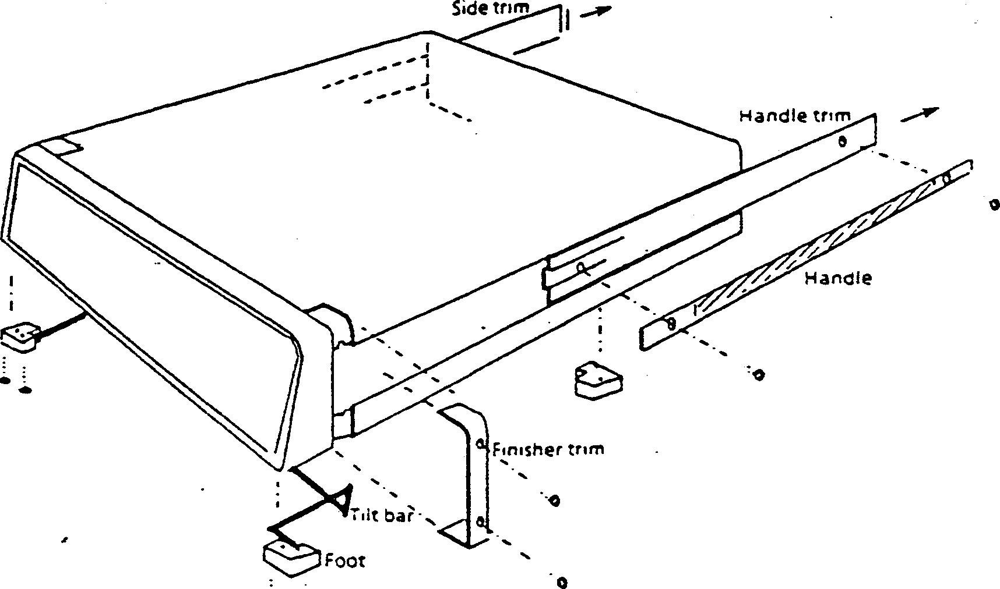 Side trim
Handle trim
Handle
Finisher trim
Tilt bar
Foot